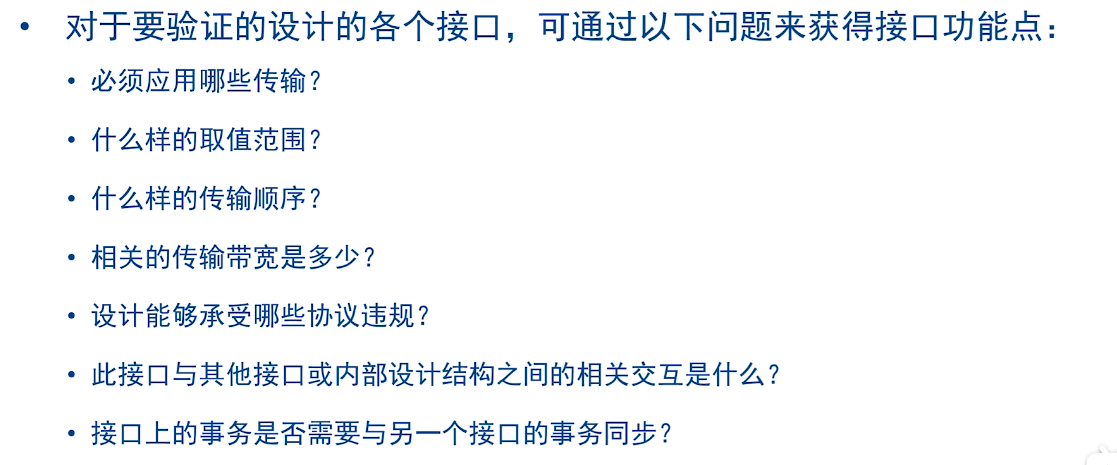 • 对于要验证的设计的各个接口，可通过以下问题来获得接口功能点：
• 必须应用哪些传输？
• 什么样的取值范围？
• 什么样的传输顺序？
• 相关的传输带宽是多少？
• 设计能够承受哪些协议违规？
• 此接口与其他接口或内部设计结构之间的相关交互是什么？
• 接口上的事务是否需要与另一个接口的事务同步？